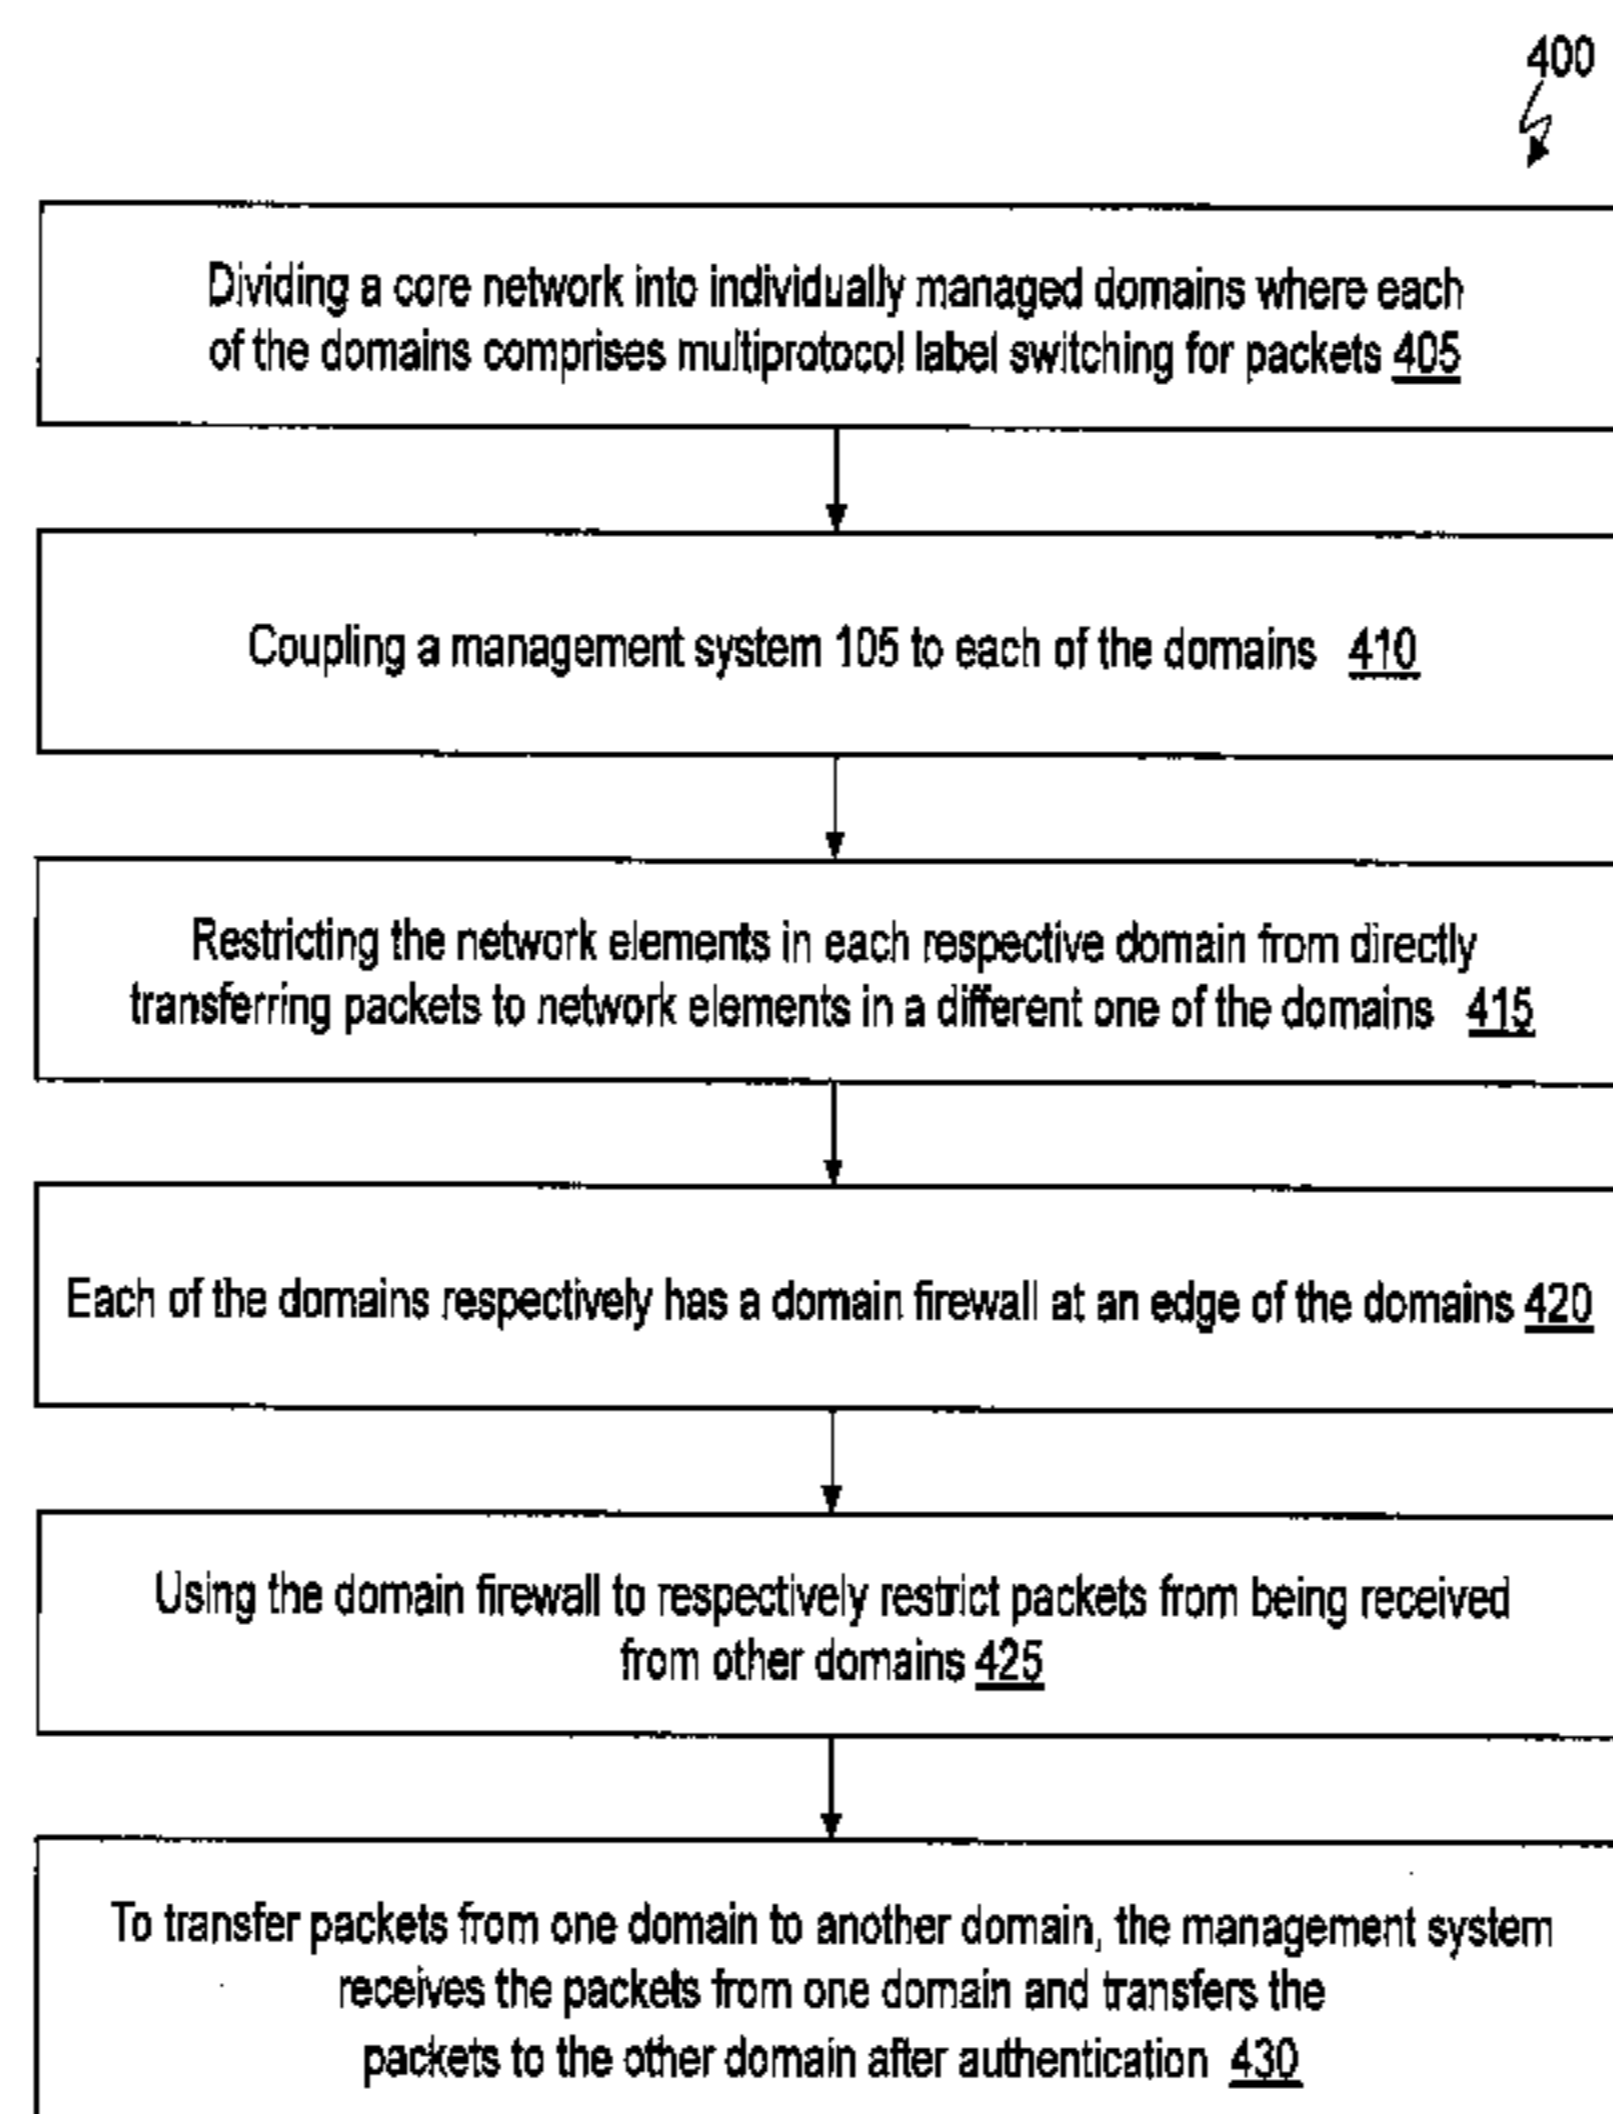 400
Dividing a core network into individually managed domains where each
of the domains comprises multiprotocol label switching for packets 405
Coupling a management system 105 to each of the domains 410
Restricting the network elements in each respective domain from directly
transferring packets to network elements in a different one of the domains 415
Each of the domains respectively has a domain firewall at an edge of the domains 420
Using the domain firewall to respectively restrict packets from being received
from other domains 425
To transfer packets from one domain to another domain, the management system
receives the packets from one domain and transfers the
packets to the other domain after authentication 430